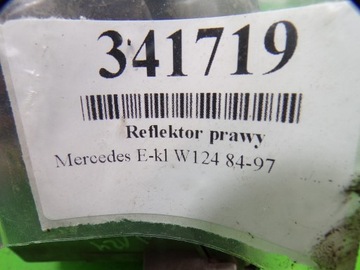 341719
Reflektor prawy
Mercedes E-kl W124 84-97